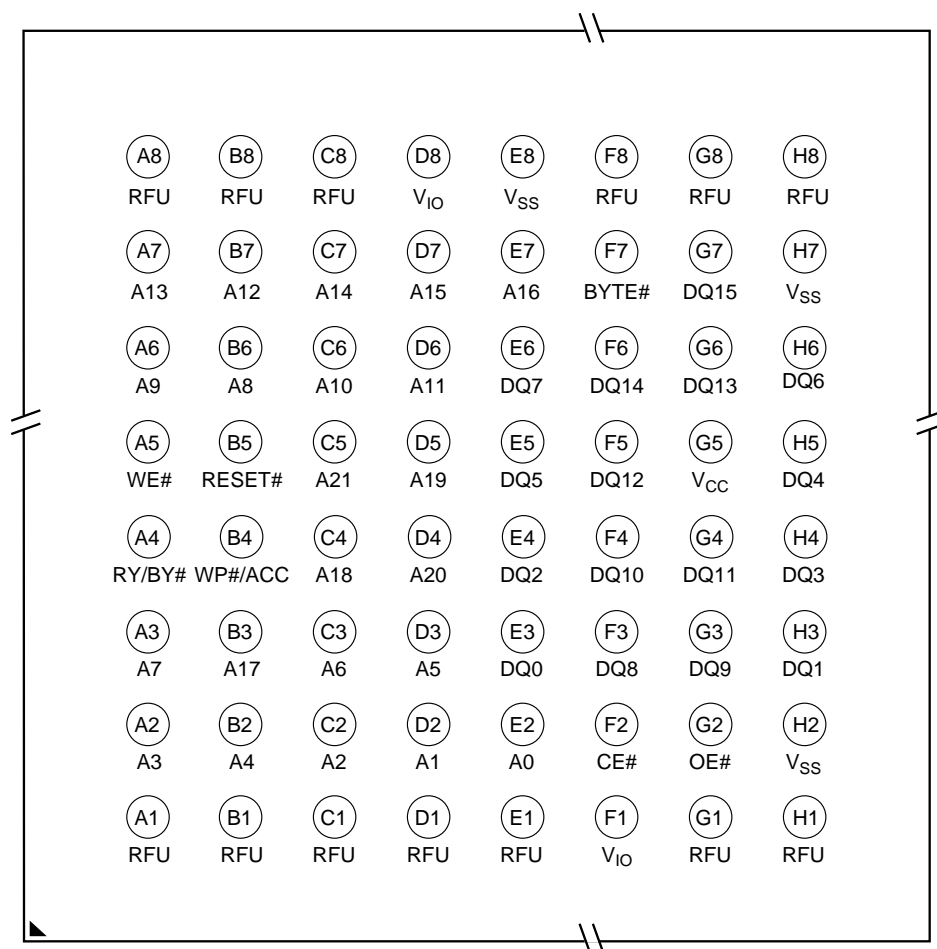 A8 B8 C8 D8 E8 F8 G8 H8
RFU RFU RFU VIO VSS RFU RFU RFU
A7 B7 C7 D7 E7 F7 G7 H7
A13 A12 A14 A15 A16 BYTE# DQ15 VSS
A6 B6 C6 D6 E6 F6 G6 H6
A9 A8 A10 A11 DQ7 DQ14 DQ13 DQ6
A5 B5 C5 D5 E5 F5 G5 H5
WE# RESET# A21 A19 DQ5 DQ12 VCC DQ4
A4 B4 C4 D4 E4 F4 G4 H4
RY/BY# WP#/ACC A18 A20 DQ2 DQ10 DQ11 DQ3
A3 B3 C3 D3 E3 F3 G3 H3
A7 A17 A6 A5 DQ0 DQ8 DQ9 DQ1
A2 B2 C2 D2 E2 F2 G2 H2
A3 A4 A2 A1 A0 CE# OE# VSS
A1 B1 C1 D1 E1 F1 G1 H1
RFU RFU RFU RFU RFU VIO RFU RFU